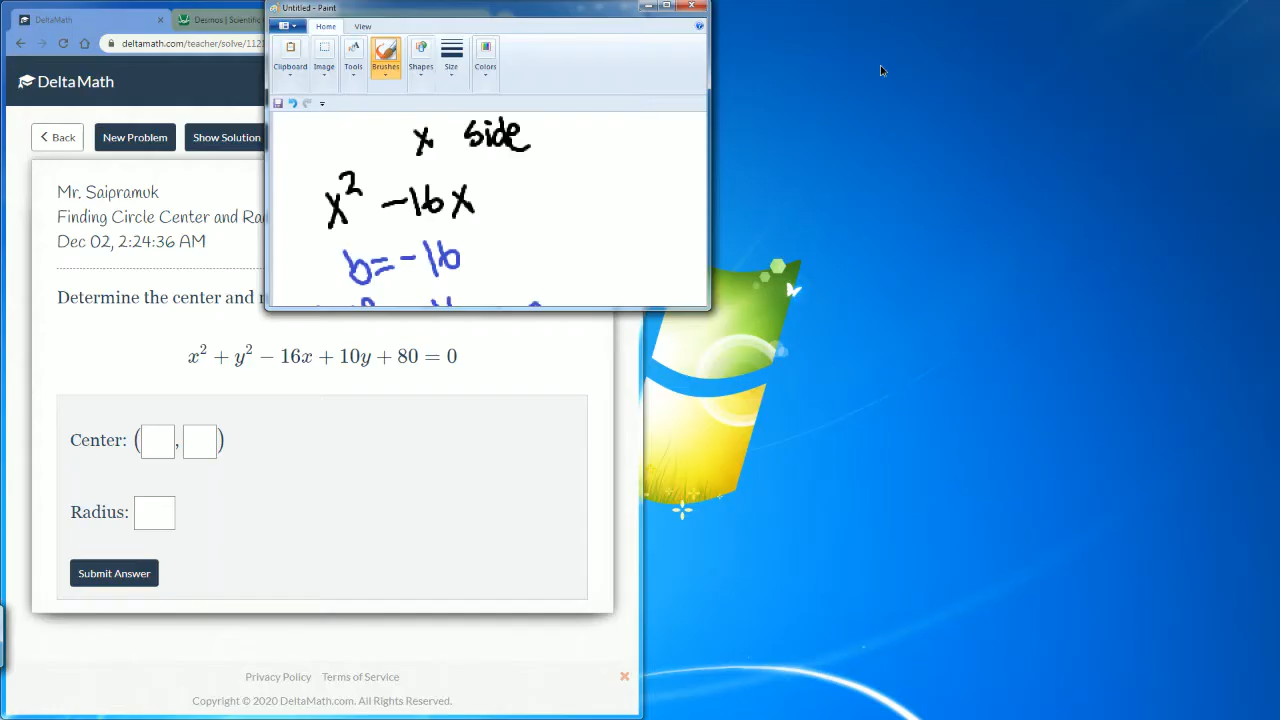 DeltaMath
Desmos | Scientific
deltamath.com/teacher/solve/112
DeltaMath
Back
New Problem
Show Solution
Mr. Saipramuk
Finding Circle Center and
Dec 02, 2:24:36 AM
Determine the center and
x² + y² − 16x + 10y + 80 = 0
Center: ( , )
Radius:
Submit Answer
Privacy Policy
Terms of Service
Copyright © 2020 DeltaMath.com. All Rights Reserved.
Untitled - Paint
Home
View
Clipboard
Image
Tools
Brushes
Shapes
Size
Colors
x side
x² −16x
b=−16